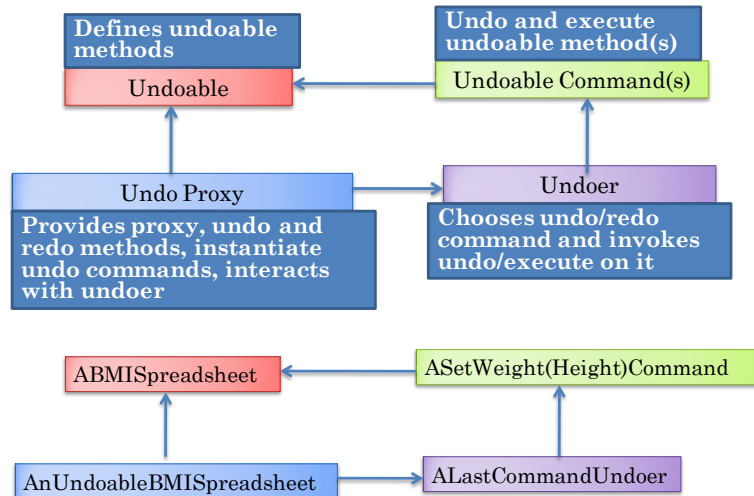 Defines undoable
methods
Undoable
Undo and execute
undoable method(s)
Undoable Command(s)
Undo Proxy
Provides proxy, undo and
redo methods, instantiate
undo commands, interacts
with undoer
Undoer
Chooses undo/redo
command and invokes
undo/execute on it
ABMISpreadsheet
ASetWeight(Height)Command
AnUndoableBMISpreadsheet
ALastCommandUndoer